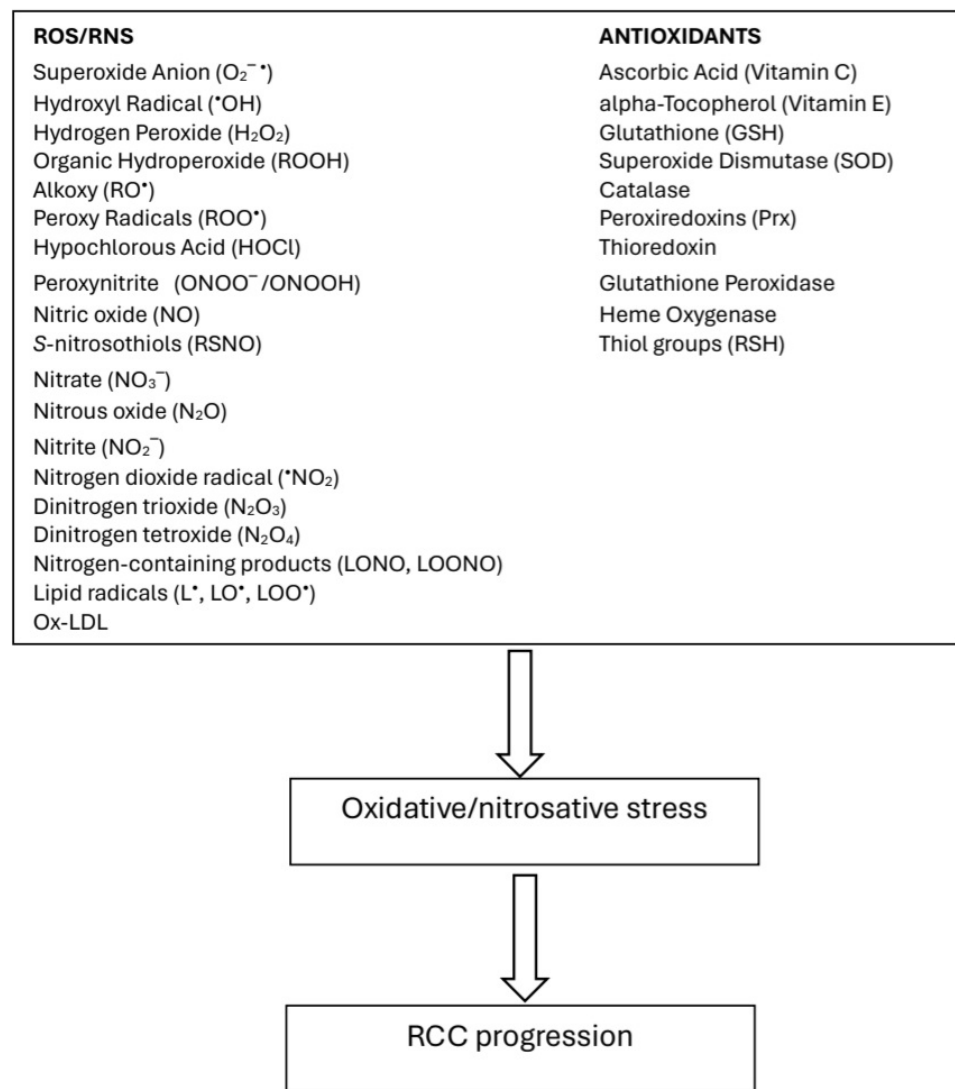 ROS/RNS
Superoxide Anion (O₂⁻ •)
Hydroxyl Radical (•OH)
Hydrogen Peroxide (H₂O₂)
Organic Hydroperoxide (ROOH)
Alkoxy (RO•)
Peroxy Radicals (ROO•)
Hypochlorous Acid (HOCl)
Peroxynitrite (ONOO⁻/ONOOH)
Nitric oxide (NO)
S-nitrosothiols (RSNO)
Nitrate (NO₃⁻)
Nitrous oxide (N₂O)
Nitrite (NO₂⁻)
Nitrogen dioxide radical (•NO₂)
Dinitrogen trioxide (N₂O₃)
Dinitrogen tetroxide (N₂O₄)
Nitrogen-containing products (LONO, LOONO)
Lipid radicals (L•, LO•, LOO•)
Ox-LDL
ANTIOXIDANTS
Ascorbic Acid (Vitamin C)
alpha-Tocopherol (Vitamin E)
Glutathione (GSH)
Superoxide Dismutase (SOD)
Catalase
Peroxiredoxins (Prx)
Thioredoxin
Glutathione Peroxidase
Heme Oxygenase
Thiol groups (RSH)
Oxidative/nitrosative stress
RCC progression